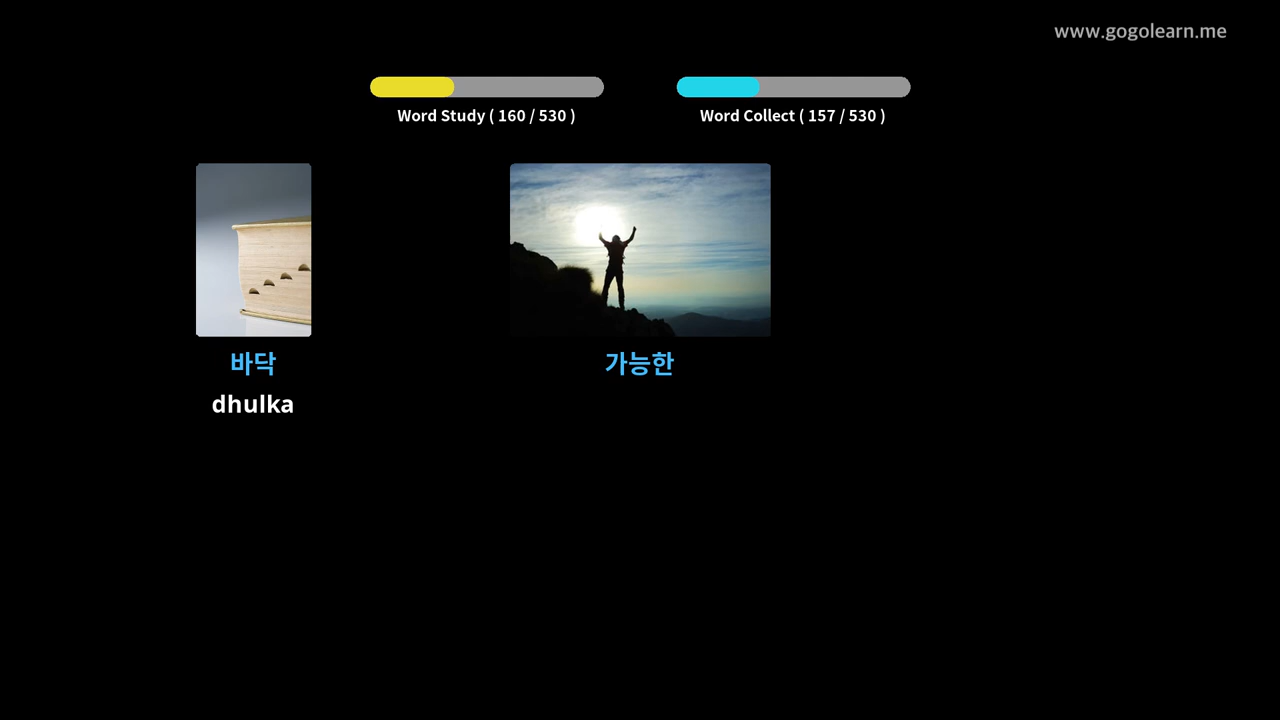 www.gogolearn.me
Word Study ( 160 / 530 )
Word Collect ( 157 / 530 )
바닥
dhulka
가능한